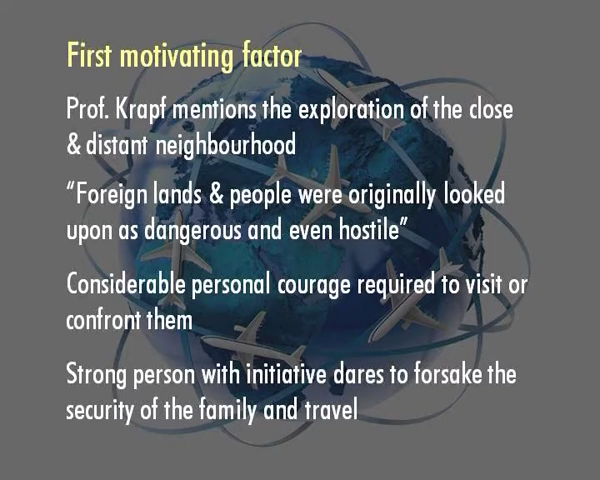 First motivating factor
Prof. Krapf mentions the exploration of the close
& distant neighbourhood
“Foreign lands & people were originally looked
upon as dangerous and even hostile”
Considerable personal courage required to visit or
confront them
Strong person with initiative dares to forsake the
security of the family and travel